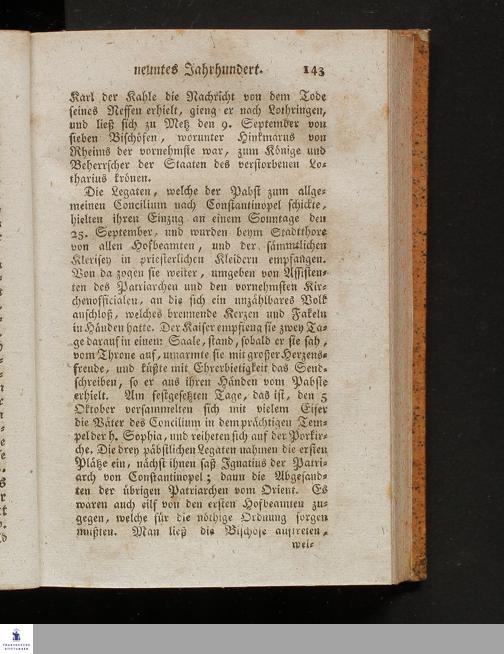 neuntes Jahrhundert. 143
Karl der Kahle die Nachricht von dem Tode
seines Neffen erhielt, gieng er nach Lothringen,
und ließ sich zu Metz den 9. September von
sieben Bischöfen, worunter Hinkmarus von
Rheims der vornehmste war, zum Könige und
Beherrscher der Staaten des verstorbenen Lo-
tharius krönen.
Die Legaten, welche der Pabst zum allge-
meinen Concilium nach Constantinopel schickte,
hielten ihren Einzug an einem Sonntage den
25. September, und wurden beym Stadtthore
von allen Hofbeamten, und der sämmtlichen
Klerisey in priesterlichen Kleidern empfangen.
Von da zogen sie weiter, umgeben von Assisten-
ten des Patriarchen und den vornehmsten Kir-
chenofficialen, an die sich ein unzählbares Volk
anschloß, welches brennende Kerzen und Fakeln
in Händen hatte. Der Kaiser empfieng sie zwey Ta-
ge darauf in einem Saale, stand, sobald er sie sah,
vom Throne auf, umarmte sie mit großer Herzens-
freude, und küßte mit Ehrerbietigkeit das Send-
schreiben, so er aus ihren Händen vom Pabste
erhielt. Am festgesetzten Tage, das ist, den 5
Oktober versammelten sich mit vielem Eifer
die Väter des Concilium in dem prächtigen Tem-
pel der h. Sophia, und reiheten sich auf der Porkir-
che. Die drey päbstlichen Legaten nahmen die ersten
Plätze ein, nächst ihnen saß Ignatius der Patri-
arch von Constantinopel; dann die Abgesand-
ten der übrigen Patriarchen vom Orient. Es
waren auch eilf von den ersten Hofbeamten zu-
gegen, welche für die nöthige Ordnung sorgen
mußten. Man ließ die Bischöfe auftreten,
wel-
FRANCKESCHE
STIFTUNGEN